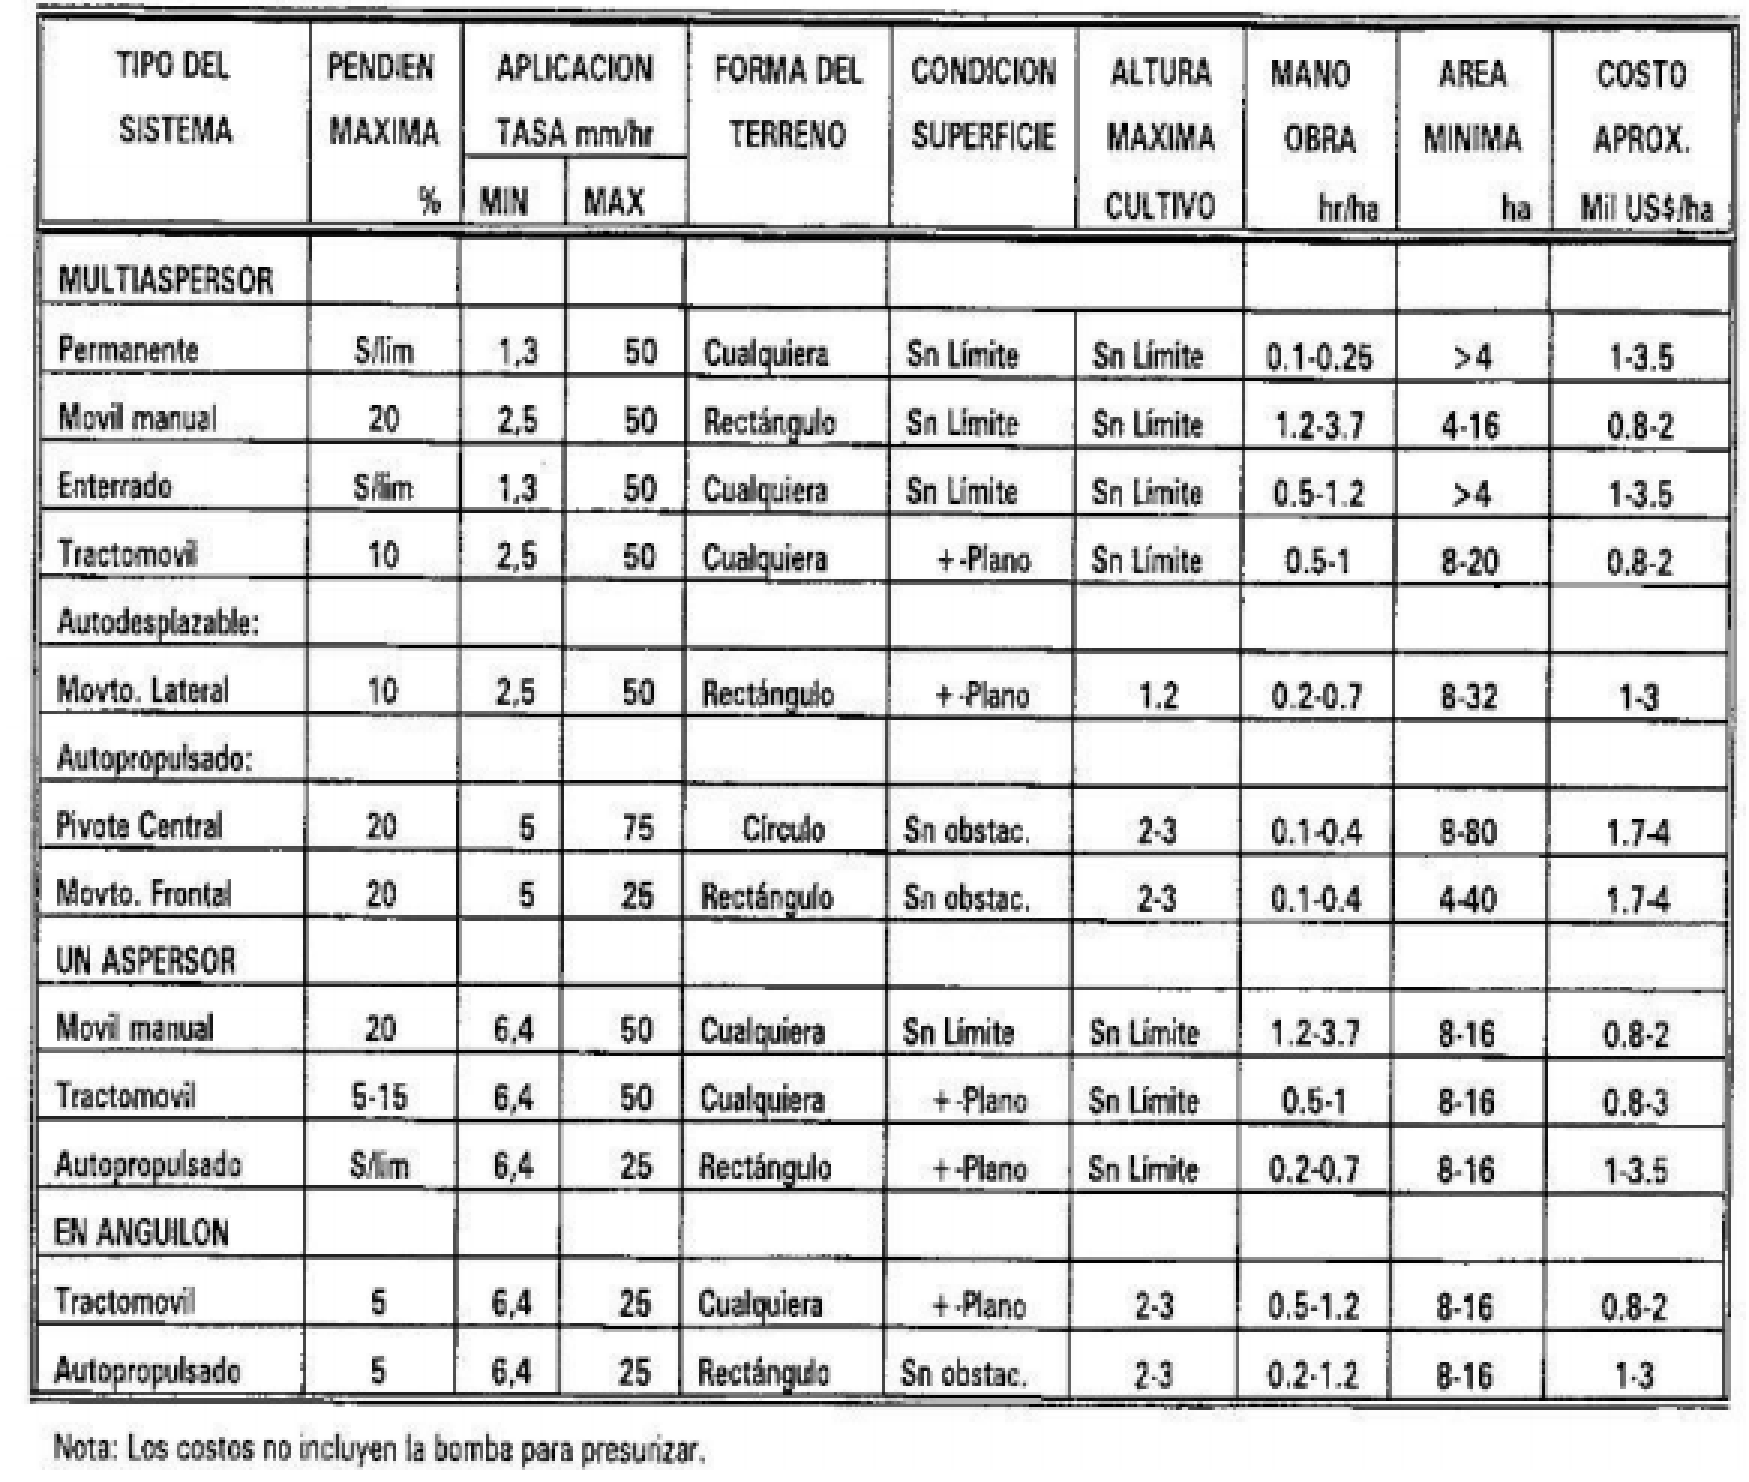 TIPO DEL SISTEMA PENDIEN MAXIMA % APLICACION TASA mm/hr MIN MAX FORMA DEL TERRENO CONDICION SUPERFICIE ALTURA MAXIMA CULTIVO MANO OBRA hr/ha AREA MINIMA ha COSTO APROX. Mil US$/ha
MULTIASPERSOR
Permanente S/lim 1,3 50 Cualquiera Sn Límite Sn Límite 0.1-0.25 >4 1-3.5
Movil manual 20 2,5 50 Rectángulo Sn Límite Sn Límite 1.2-3.7 4-16 0.8-2
Enterrado S/lim 1,3 50 Cualquiera Sn Límite Sn Límite 0.5-1.2 >4 1-3.5
Tractomovil 10 2,5 50 Cualquiera +-Plano Sn Límite 0.5-1 8-20 0.8-2
Autodesplazable:
Movto. Lateral 10 2,5 50 Rectángulo +-Plano 1.2 0.2-0.7 8-32 1-3
Autopropulsado:
Pivote Central 20 5 75 Círculo Sn obstac. 2-3 0.1-0.4 8-80 1.7-4
Movto. Frontal 20 5 25 Rectángulo Sn obstac. 2-3 0.1-0.4 4-40 1.7-4
UN ASPERSOR
Movil manual 20 6,4 50 Cualquiera Sn Límite Sn Límite 1.2-3.7 8-16 0.8-2
Tractomovil 5-15 6,4 50 Cualquiera +-Plano Sn Límite 0.5-1 8-16 0.8-3
Autopropulsado S/lim 6,4 25 Rectángulo +-Plano Sn Límite 0.2-0.7 8-16 1-3.5
EN ANGUILON
Tractomovil 5 6,4 25 Cualquiera +-Plano 2-3 0.5-1.2 8-16 0.8-2
Autopropulsado 5 6,4 25 Rectángulo Sn obstac. 2-3 0.2-1.2 8-16 1-3
Nota: Los costos no incluyen la bomba para presurizar.